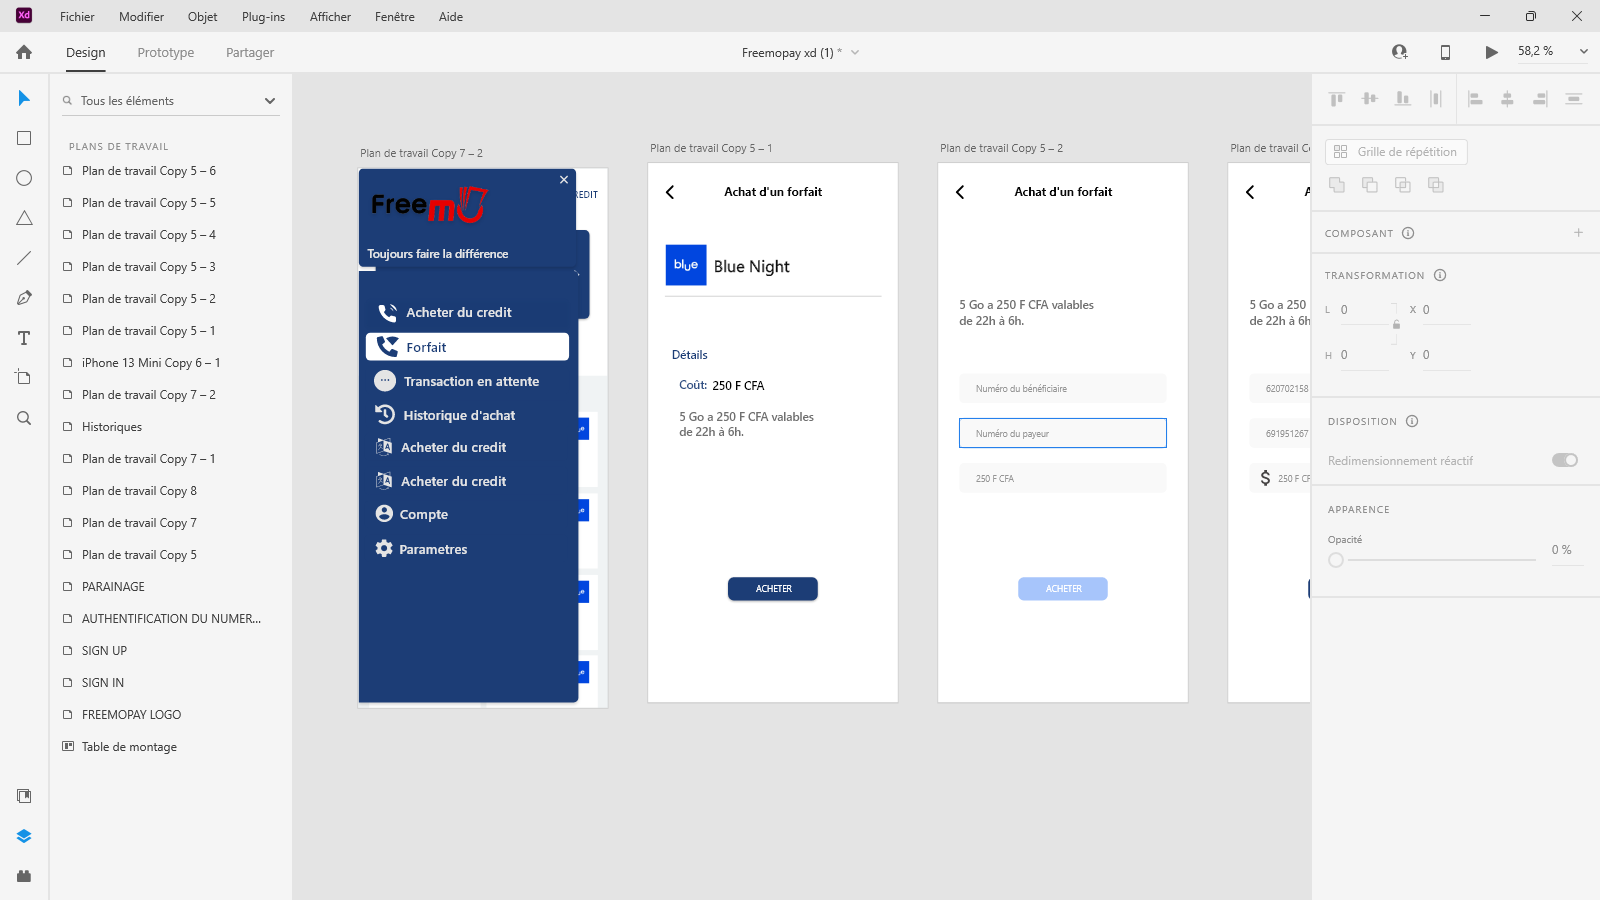 Xd Fichier Modifier Objet Plug-ins Afficher Fenêtre Aide
Design Prototype Partager Freemopay xd (1) * 58,2 %
Tous les éléments
PLANS DE TRAVAIL
Plan de travail Copy 5 – 6
Plan de travail Copy 5 – 5
Plan de travail Copy 5 – 4
Plan de travail Copy 5 – 3
Plan de travail Copy 5 – 2
Plan de travail Copy 5 – 1
iPhone 13 Mini Copy 6 – 1
Plan de travail Copy 7 – 2
Historiques
Plan de travail Copy 7 – 1
Plan de travail Copy 8
Plan de travail Copy 7
Plan de travail Copy 5
PARAINAGE
AUTHENTIFICATION DU NUMER...
SIGN UP
SIGN IN
FREEMOPAY LOGO
Table de montage
Plan de travail Copy 7 – 2
REDIT
Freem
Toujours faire la différence
Acheter du credit
Forfait
Transaction en attente
Historique d'achat
Acheter du credit
Acheter du credit
Compte
Parametres
Plan de travail Copy 5 – 1
Achat d'un forfait
blue
Blue Night
Détails
Coût: 250 F CFA
5 Go a 250 F CFA valables
de 22h à 6h.
ACHETER
Plan de travail Copy 5 – 2
Achat d'un forfait
5 Go a 250 F CFA valables
de 22h à 6h.
Numéro du bénéficiaire
Numéro du payeur
250 F CFA
ACHETER
Plan de travail Co
5 Go a 250
de 22h à 6h
620702158
691951267
$ 250 F CF
Grille de répétition
COMPOSANT
TRANSFORMATION
L 0 X 0
H 0 Y 0
DISPOSITION
Redimensionnement réactif
APPARENCE
Opacité
0 %